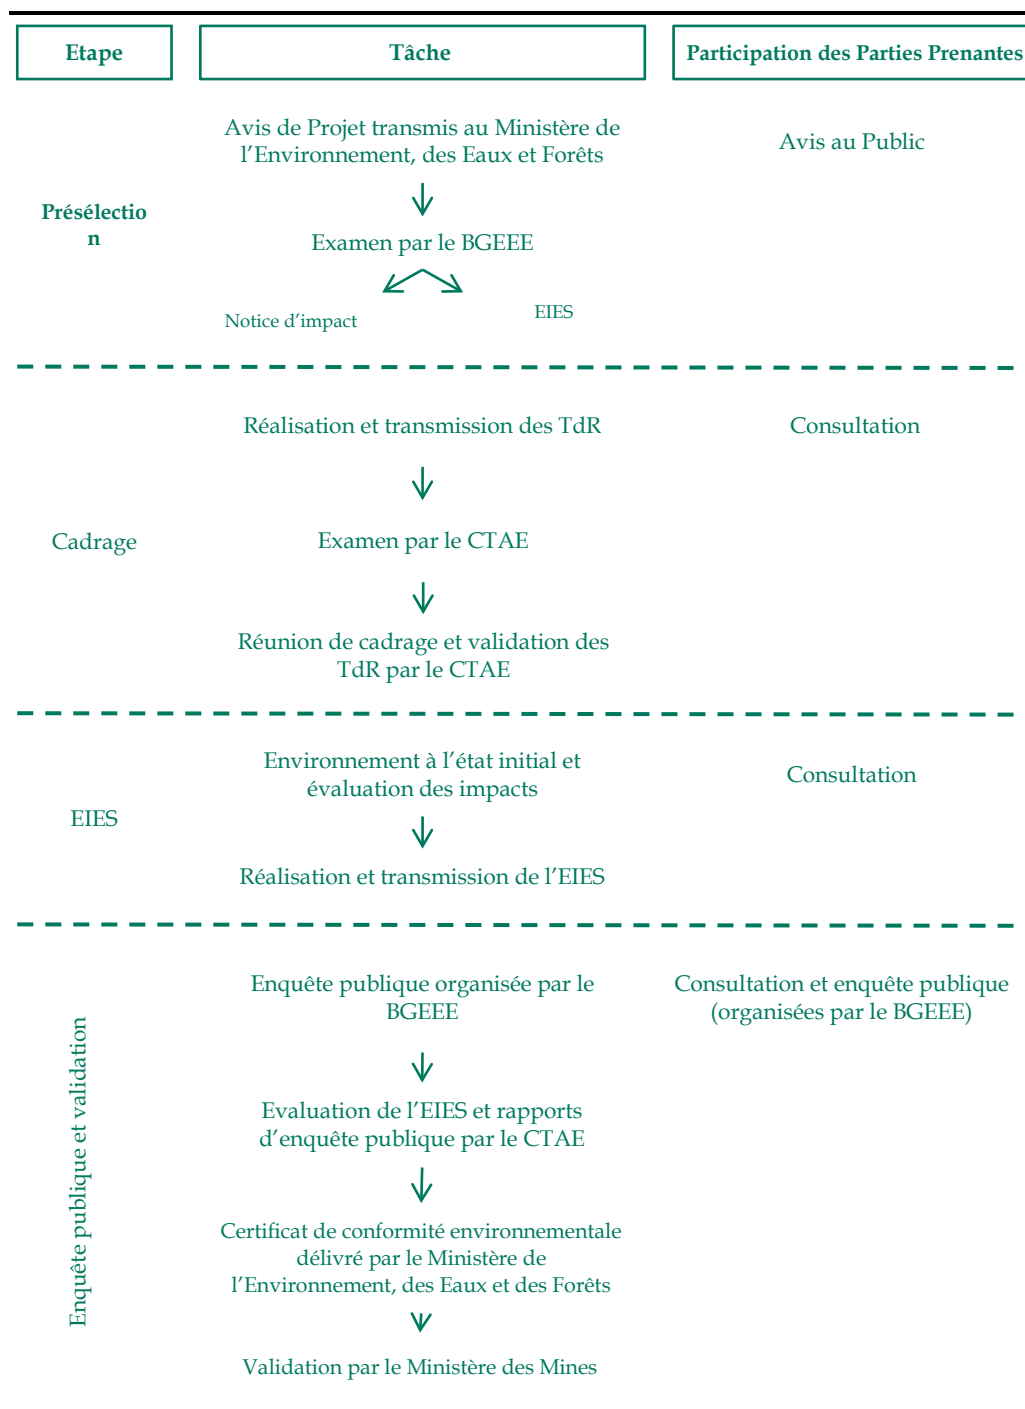 Etape
Tâche
Participation des Parties Prenantes
Avis de Projet transmis au Ministère de
l’Environnement, des Eaux et Forêts
Avis au Public
Présélectio
n
Examen par le BGEEE
Notice d’impact
EIES
Réalisation et transmission des TdR
Consultation
Cadrage
Examen par le CTAE
Réunion de cadrage et validation des
TdR par le CTAE
Environnement à l’état initial et
évaluation des impacts
Consultation
EIES
Réalisation et transmission de l’EIES
Enquête publique et validation
Enquête publique organisée par le
BGEEE
Consultation et enquête publique
(organisées par le BGEEE)
Evaluation de l’EIES et rapports
d’enquête publique par le CTAE
Certificat de conformité environnementale
délivré par le Ministère de
l’Environnement, des Eaux et des Forêts
Validation par le Ministère des Mines